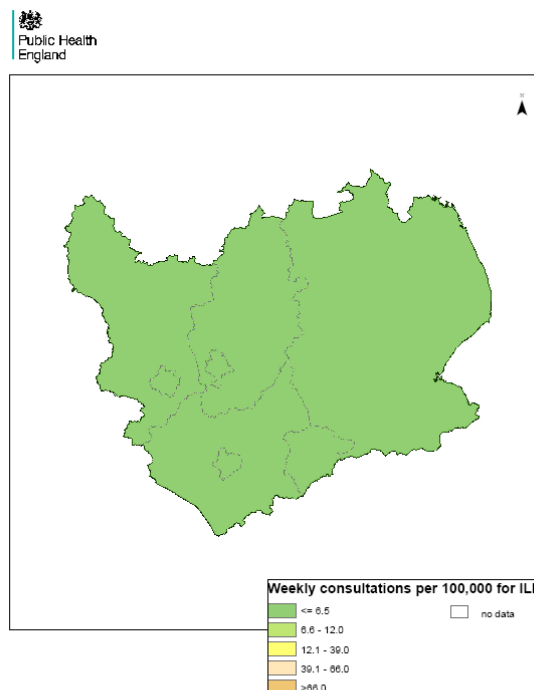 Public Health
England
Weekly consultations per 100,000 for ILI
<= 6.5
no data
6.6 - 12.0
12.1 - 39.0
39.1 - 66.0
>66.0